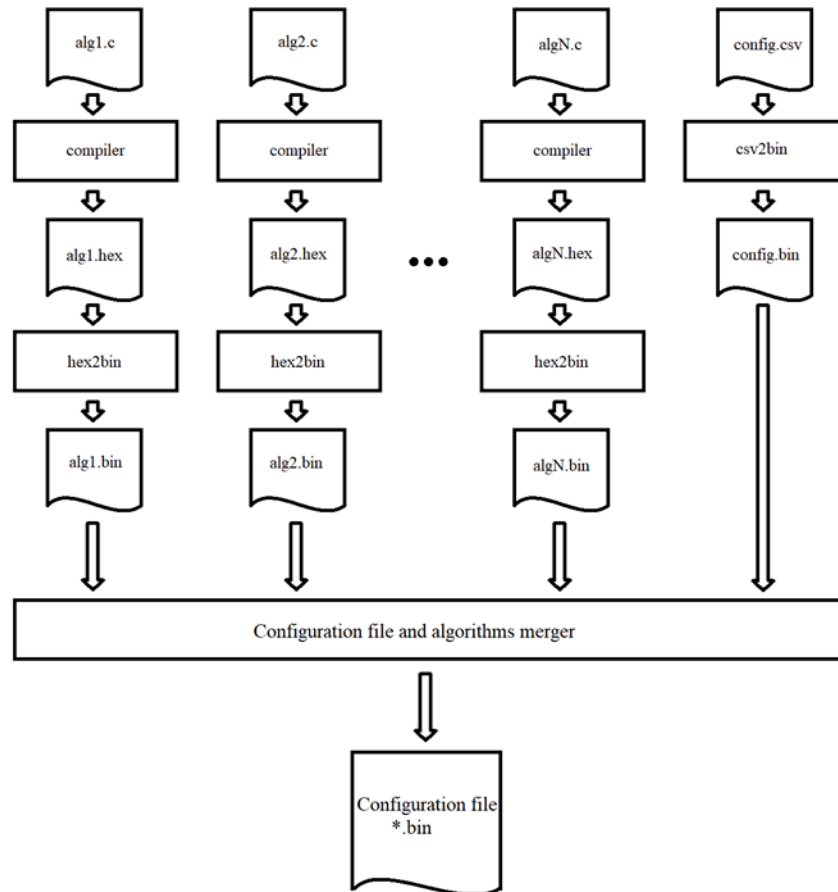 alg1.c
alg2.c
algN.c
config.csv
compiler
compiler
compiler
csv2bin
alg1.hex
alg2.hex
algN.hex
config.bin
hex2bin
hex2bin
hex2bin
alg1.bin
alg2.bin
algN.bin
Configuration file and algorithms merger
Configuration file
*.bin